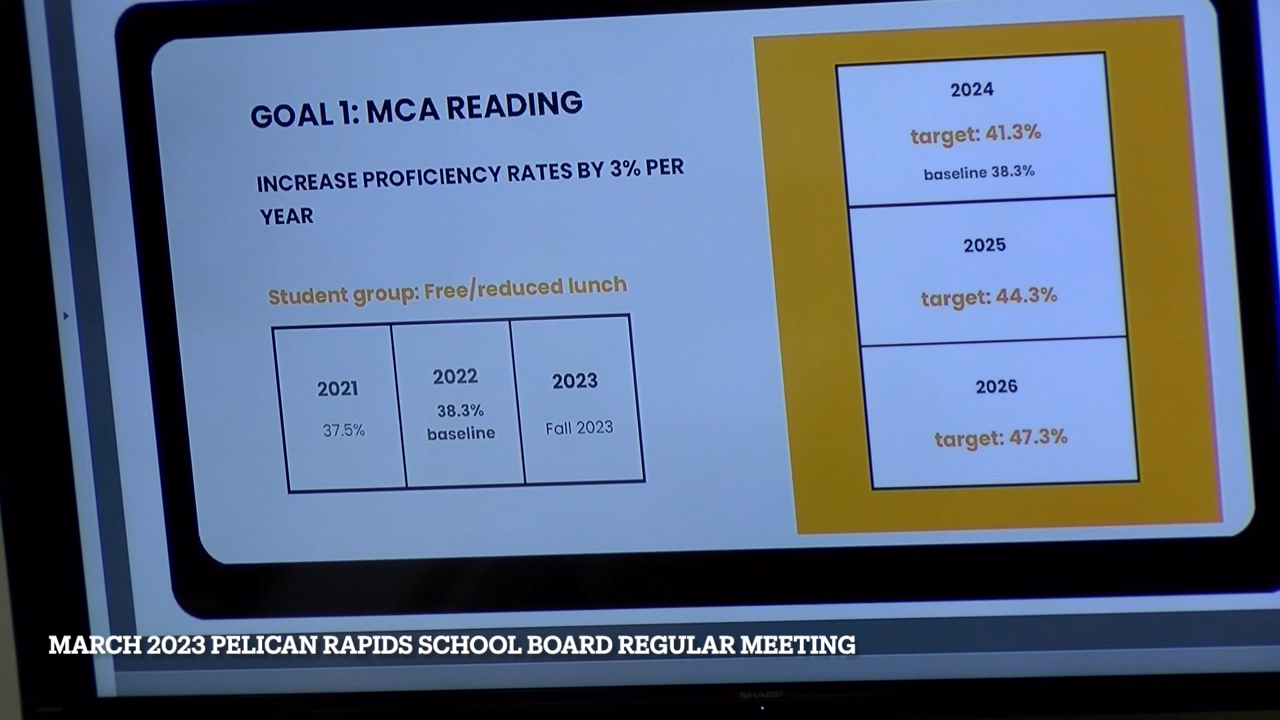 GOAL 1: MCA READING
INCREASE PROFICIENCY RATES BY 3% PER
YEAR
Student group: Free/reduced lunch
2021
37.5%
2022
38.3%
baseline
2023
Fall 2023
2024
target: 41.3%
baseline 38.3%
2025
target: 44.3%
2026
target: 47.3%
MARCH 2023 PELICAN RAPIDS SCHOOL BOARD REGULAR MEETING
SHARP